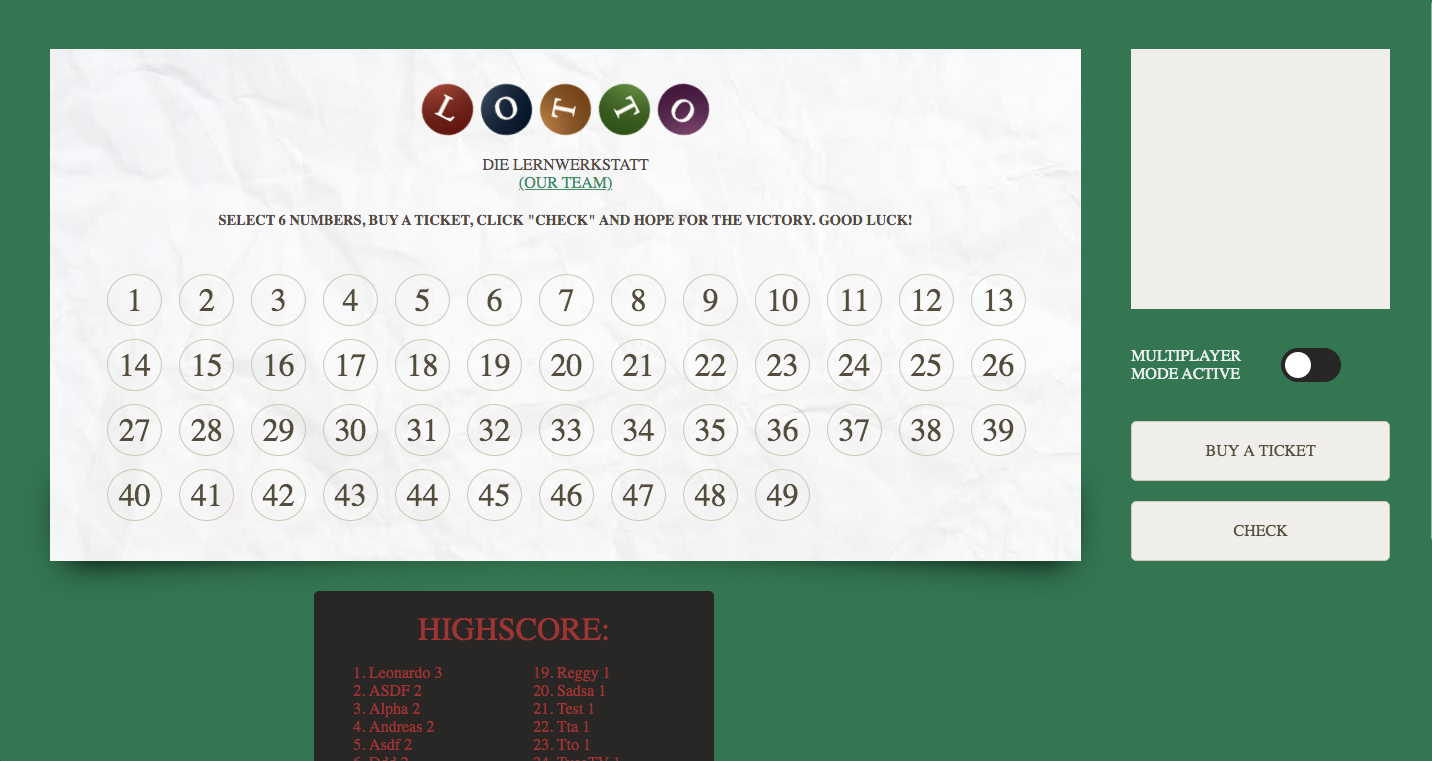 LOTTO
DIE LERNWERKSTATT
(OUR TEAM)
SELECT 6 NUMBERS, BUY A TICKET, CLICK "CHECK" AND HOPE FOR THE VICTORY. GOOD LUCK!
1 2 3 4 5 6 7 8 9 10 11 12 13
14 15 16 17 18 19 20 21 22 23 24 25 26
27 28 29 30 31 32 33 34 35 36 37 38 39
40 41 42 43 44 45 46 47 48 49
MULTIPLAYER
MODE ACTIVE
BUY A TICKET
CHECK
HIGHSCORE:
1. Leonardo 3
2. ASDF 2
3. Alpha 2
4. Andreas 2
5. Asdf 2
19. Reggy 1
20. Sadsa 1
21. Test 1
22. Tta 1
23. Tto 1